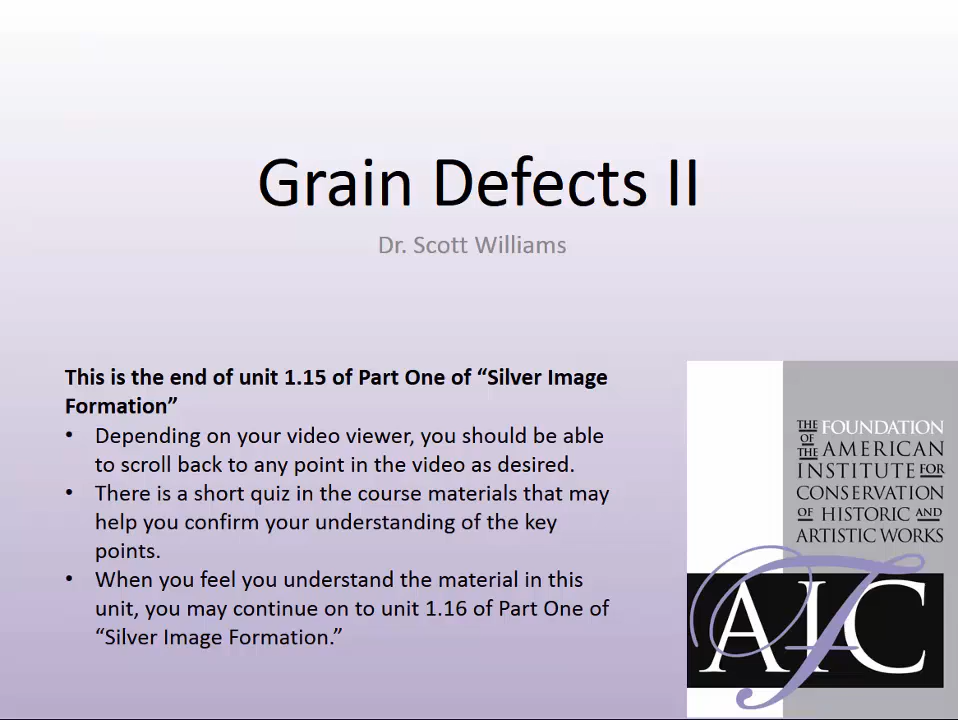 Grain Defects II
Dr. Scott Williams
This is the end of unit 1.15 of Part One of “Silver Image
Formation”
• Depending on your video viewer, you should be able
to scroll back to any point in the video as desired.
• There is a short quiz in the course materials that may
help you confirm your understanding of the key
points.
• When you feel you understand the material in this
unit, you may continue on to unit 1.16 of Part One of
“Silver Image Formation.”
THE FOUNDATION
OF
THE AMERICAN
INSTITUTE FOR
CONSERVATION
OF HISTORIC AND
ARTISTIC WORKS
F
AIC